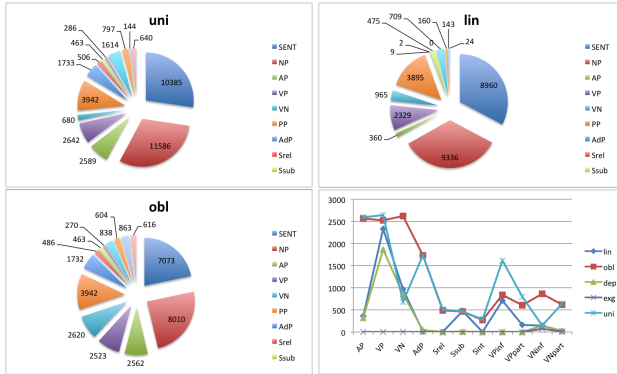 uni
286
797
144
640
463
1614
506
1733
10385
3942
680
2642
2589
11586
SENT
NP
AP
VP
VN
PP
AdP
Srel
Ssub
lin
475
709
160
143
24
2
0
9
3895
8960
965
2329
360
9336
SENT
NP
AP
VP
VN
PP
AdP
Srel
Ssub
obl
604
863
616
270
838
463
486
1732
7073
3942
2620
2523
2562
8010
SENT
NP
AP
VP
VN
PP
AdP
Srel
Ssub
3000
2500
2000
1500
1000
500
0
AP
VP
VN
AdP
Srel
Ssub
Sint
VPinf
VPpart
VNinf
VNpart
lin
obl
dep
exg
uni